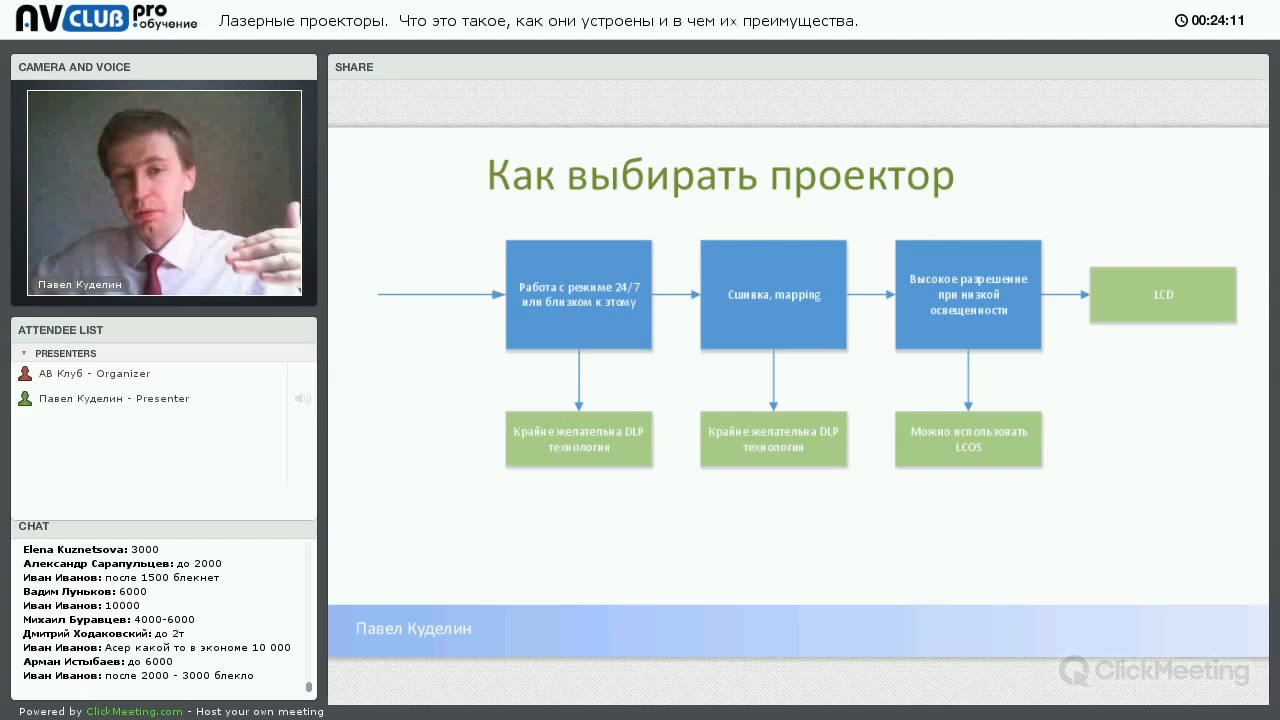 AVCLUB pro :обучение
Лазерные проекторы. Что это такое, как они устроены и в чем их преимущества.
00:24:11
CAMERA AND VOICE
Павел Куделин
ATTENDEE LIST
PRESENTERS
АВ Клуб - Organizer
Павел Куделин - Presenter
CHAT
Elena Kuznetsova: 3000
Александр Сарапульцев: до 2000
Иван Иванов: после 1500 блекнет
Вадим Луньков: 6000
Иван Иванов: 10000
Михаил Буравцев: 4000-6000
Дмитрий Ходаковский: до 2т
Иван Иванов: Асер какой то в экономе 10 000
Арман Истыбаев: до 6000
Иван Иванов: после 2000 - 3000 блекло
SHARE
Как выбирать проектор
Работа с режиме 24/7
или близком к этому
Сшивка, mapping
Высокое разрешение
при низкой
освещенности
LCD
Крайне желательна DLP
технология
Крайне желательна DLP
технология
Можно использовать
LCOS
Павел Куделин
ClickMeeting
Powered by ClickMeeting.com - Host your own meeting